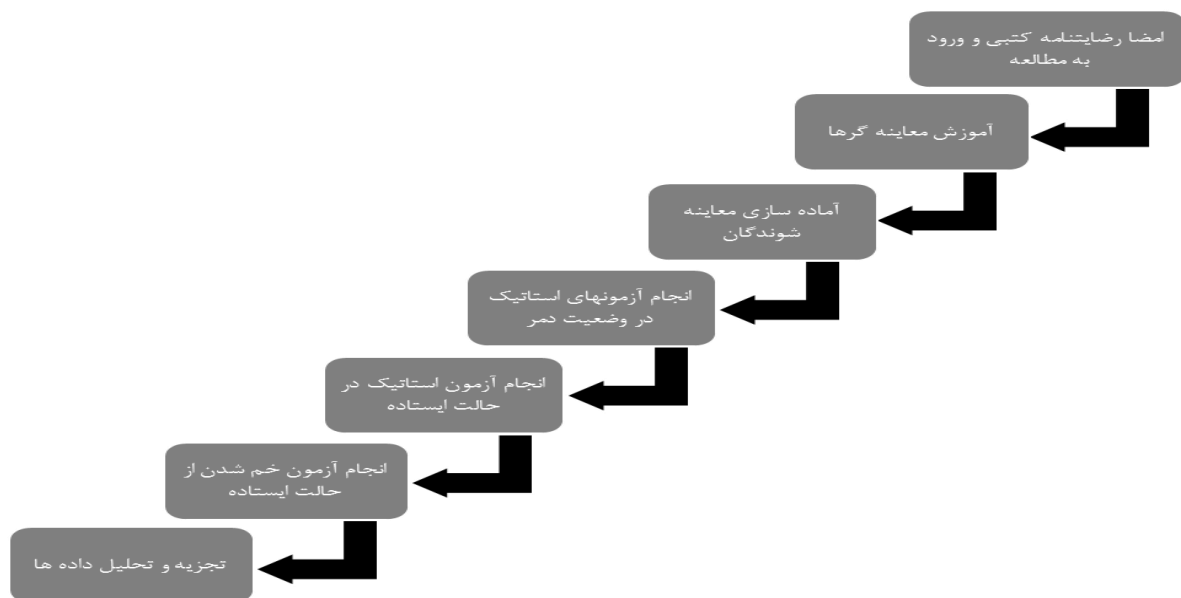 امضا رضایتنامه کتبی و ورود
به مطالعه
آموزش معاینه گرها
آماده سازی معاینه
شوندگان
انجام آزمونهای استاتیک
در وضعیت دمر
انجام آزمون استاتیک در
حالت ایستاده
انجام آزمون خم شدن از
حالت ایستاده
تجزیه و تحلیل داده ها